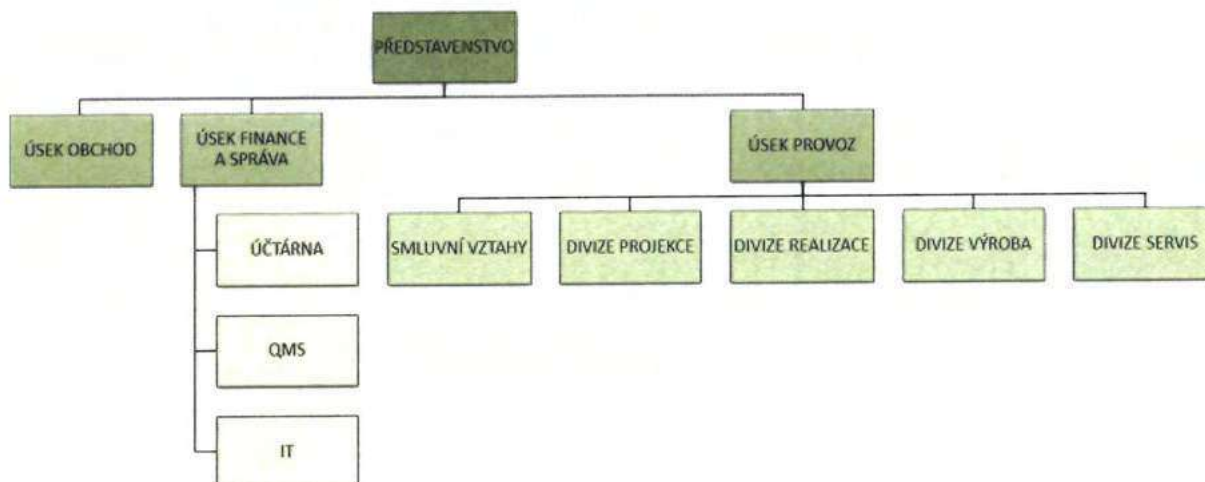 PŘEDSTAVENSTVO
ÚSEK OBCHOD
ÚSEK FINANCE
A SPRÁVA
ÚSEK PROVOZ
ÚČTÁRNA
SMLUVNÍ VZTAHY
DIVIZE PROJEKCE
DIVIZE REALIZACE
DIVIZE VÝROBA
DIVIZE SERVIS
QMS
IT